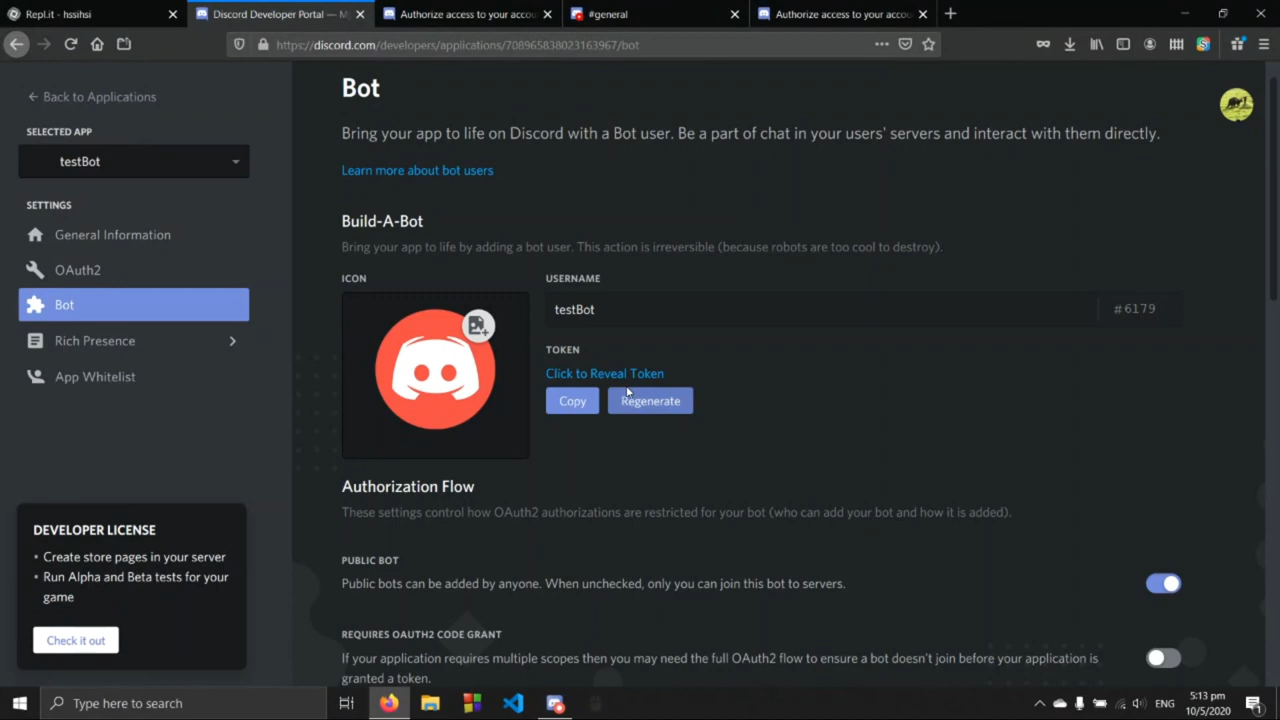 Repl.it - hssihsi
Discord Developer Portal — M
Authorize access to your accou
#general
Authorize access to your accou
https://discord.com/developers/applications/708965838023163967/bot
← Back to Applications
SELECTED APP
testBot
SETTINGS
General Information
OAuth2
Bot
Rich Presence
App Whitelist
DEVELOPER LICENSE
• Create store pages in your server
• Run Alpha and Beta tests for your
game
Check it out
Bot
Bring your app to life on Discord with a Bot user. Be a part of chat in your users' servers and interact with them directly.
Learn more about bot users
Build-A-Bot
Bring your app to life by adding a bot user. This action is irreversible (because robots are too cool to destroy).
ICON
USERNAME
testBot
#6179
TOKEN
Click to Reveal Token
Copy
Regenerate
Authorization Flow
These settings control how OAuth2 authorizations are restricted for your bot (who can add your bot and how it is added).
PUBLIC BOT
Public bots can be added by anyone. When unchecked, only you can join this bot to servers.
REQUIRES OAUTH2 CODE GRANT
If your application requires multiple scopes then you may need the full OAuth2 flow to ensure a bot doesn't join before your application is
granted a token.
Type here to search
ENG
5:13 pm
10/5/2020
1